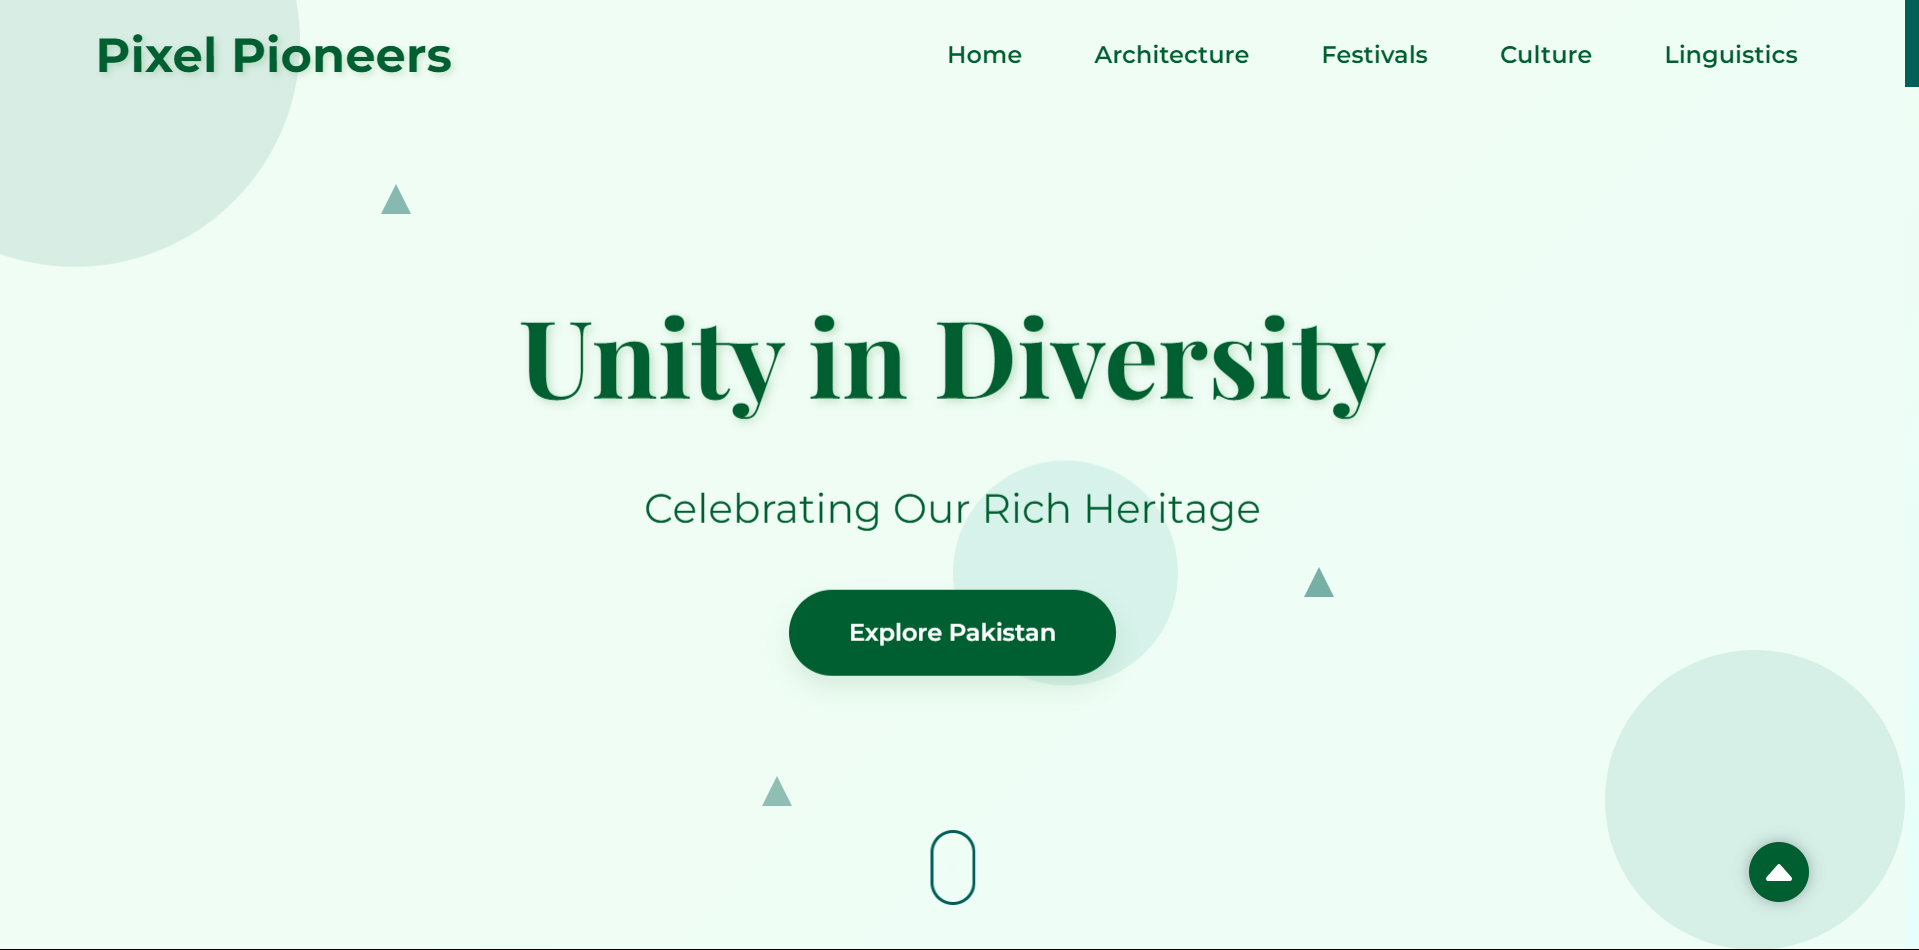 Pixel Pioneers
Home Architecture Festivals Culture Linguistics
Unity in Diversity
Celebrating Our Rich Heritage
Explore Pakistan